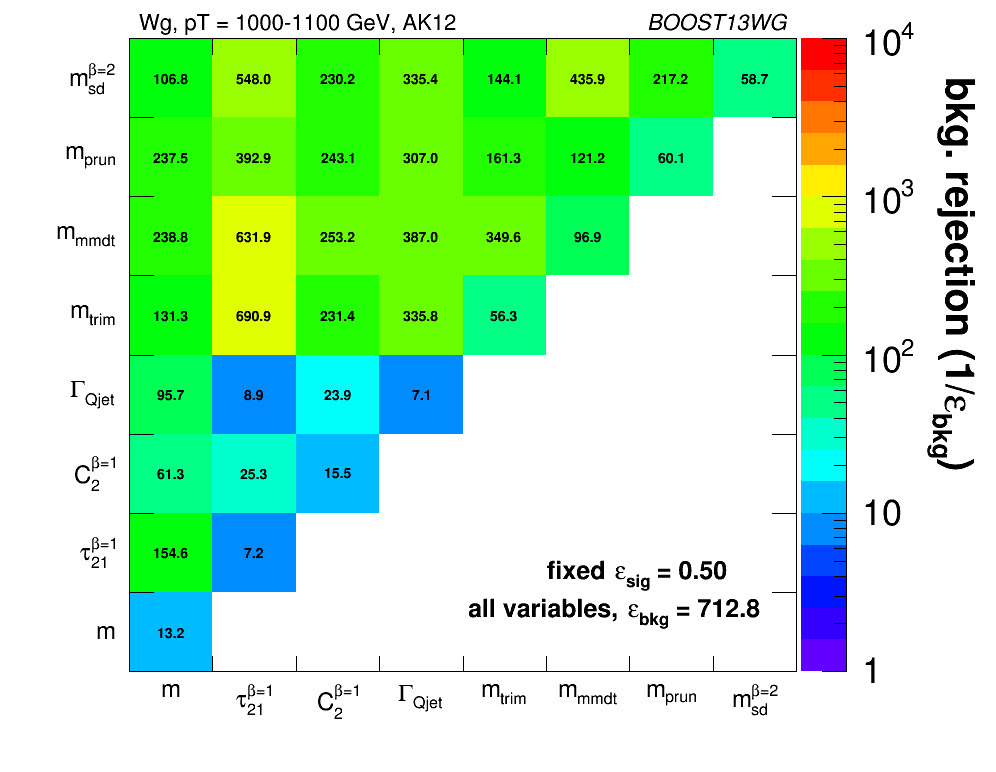 Wg, pT = 1000-1100 GeV, AK12 BOOST13WG
m_sd^β=2 106.8 548.0 230.2 335.4 144.1 435.9 217.2 58.7
m_prun 237.5 392.9 243.1 307.0 161.3 121.2 60.1
m_mmdt 238.8 631.9 253.2 387.0 349.6 96.9
m_trim 131.3 690.9 231.4 335.8 56.3
Γ_Qjet 95.7 8.9 23.9 7.1
C_2^β=1 61.3 25.3 15.5
τ_21^β=1 154.6 7.2
fixed ε_sig = 0.50
all variables, ε_bkg = 712.8
m 13.2
m τ_21^β=1 C_2^β=1 Γ_Qjet m_trim m_mmdt m_prun m_sd^β=2
10^4
10^3
10^2
10
1
bkg. rejection (1/ε_bkg)